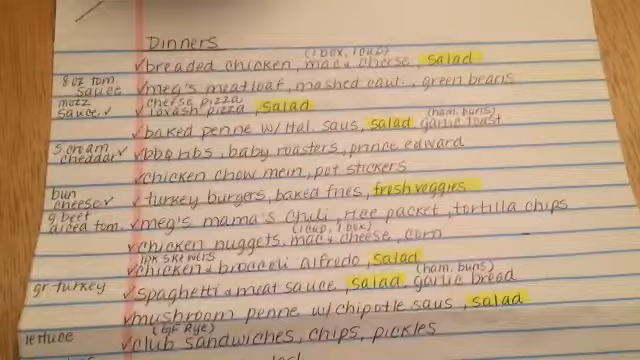 Dinners
(1 box, 1 cup)
✓breaded chicken, mac & cheese, salad
8 oz tom
sauce ✓meg's meatloaf, mashed caul., green beans
mozz cheese pizza
sauce ✓ lavash pizza, salad
(ham. buns)
✓baked penne w/ Ital. saus, salad garlic toast
s cream
cheddar ✓ ✓bbq ribs, baby roasters, prince edward
✓chicken chow mein, pot stickers
bun
cheese ✓ ✓turkey burgers, baked fries, fresh veggies
g beef
diced tom. ✓meg's mama's chili, rice packet, tortilla chips
(1 cup, 1 box)
✓chicken nuggets, mac & cheese, corn
1 pk skewers
✓chicken & broccoli alfredo, salad
(ham. buns)
gr turkey ✓spaghetti & meat sauce, salad garlic bread
✓mushroom penne w/ chipotle saus, salad
(GF Rye)
lettuce ✓club sandwiches, chips, pickles